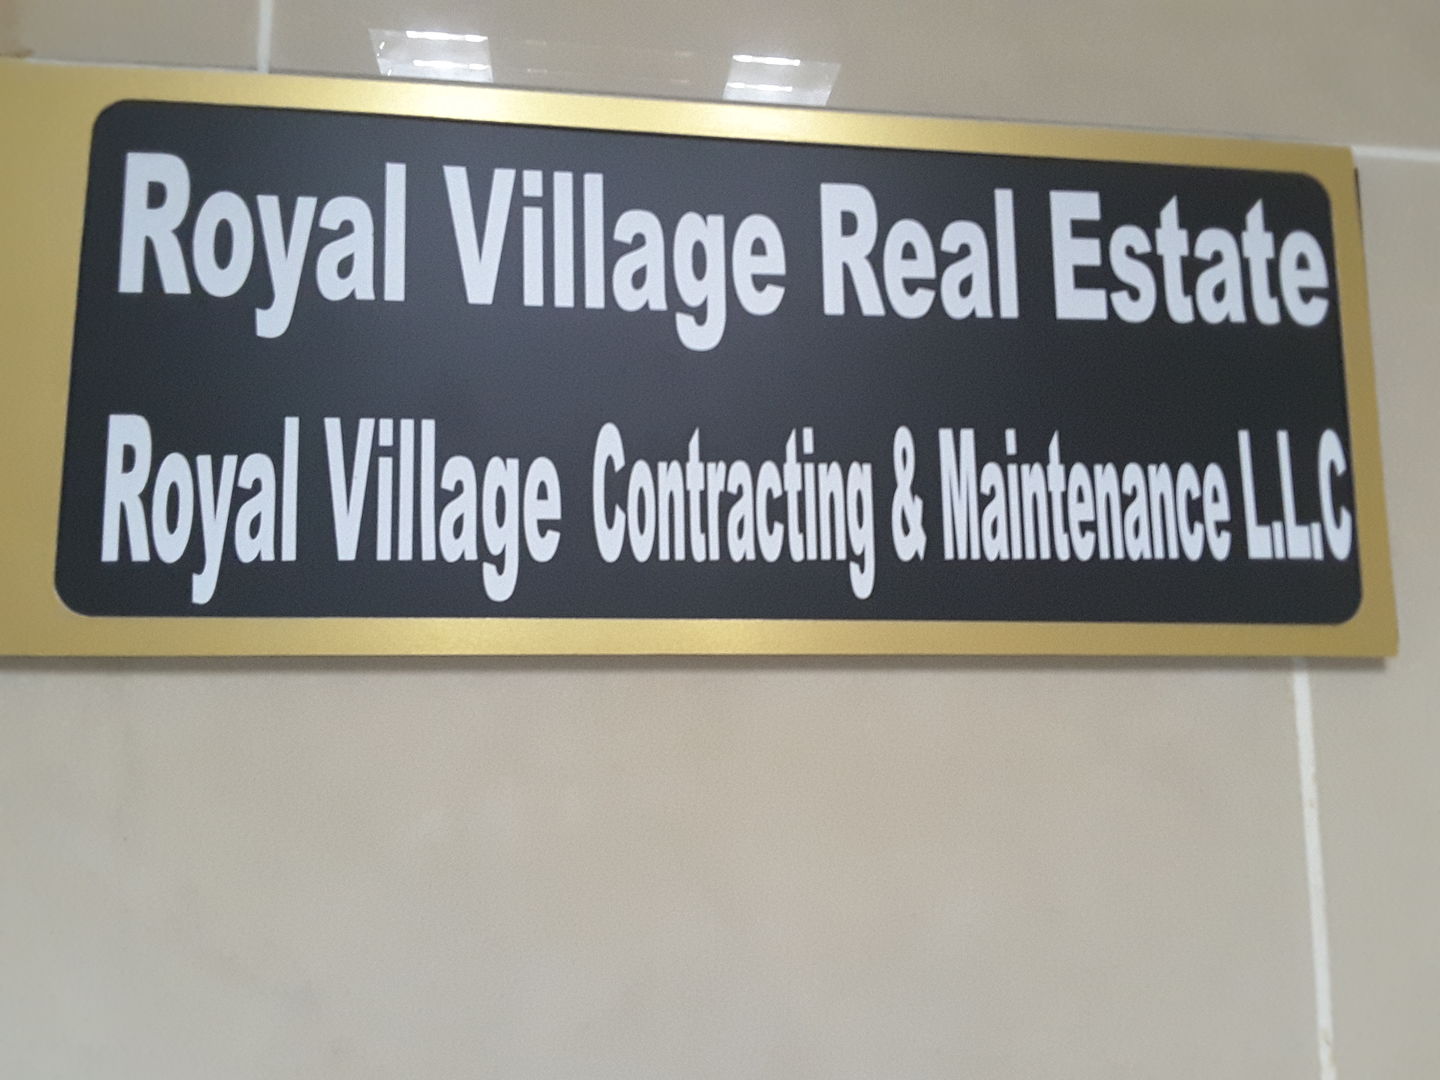 Royal Village Real Estate
Royal Village Contracting & Maintenance L.L.C